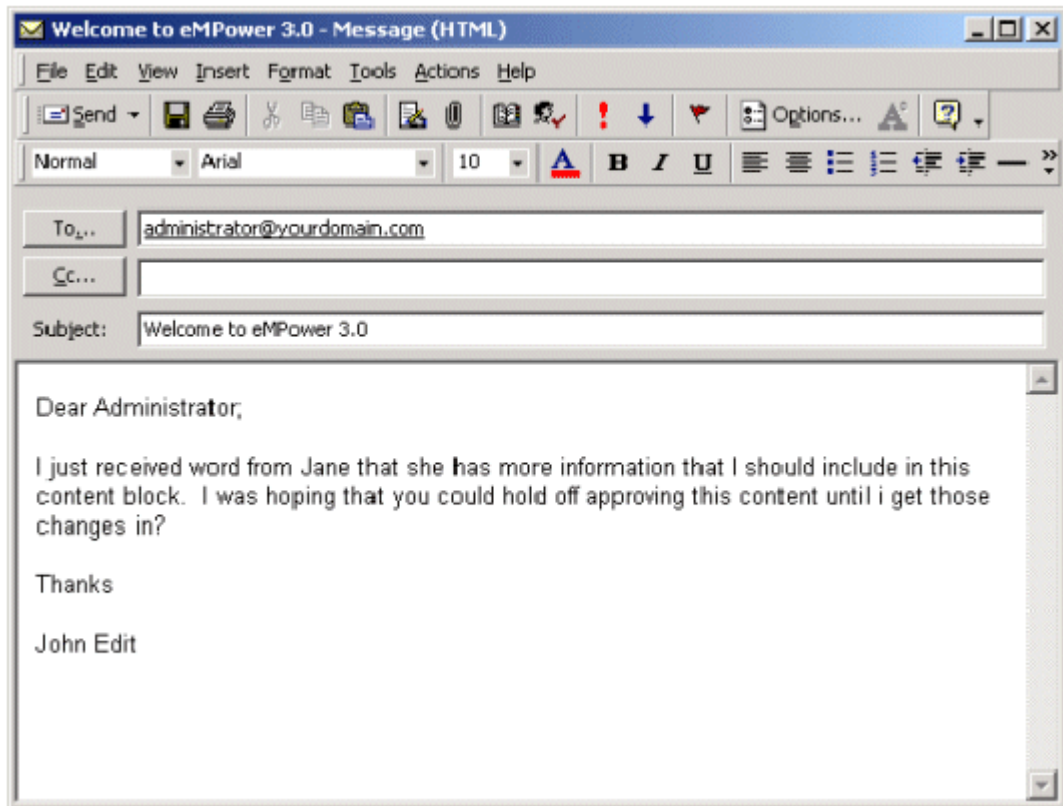 Welcome to eMPower 3.0 - Message (HTML)
File Edit View Insert Format Tools Actions Help
Send Options...
Normal Arial 10 A B I U
To...
administrator@yourdomain.com
Cc...
Subject: Welcome to eMPower 3.0
Dear Administrator;
I just received word from Jane that she has more information that I should include in this
content block. I was hoping that you could hold off approving this content until i get those
changes in?
Thanks
John Edit